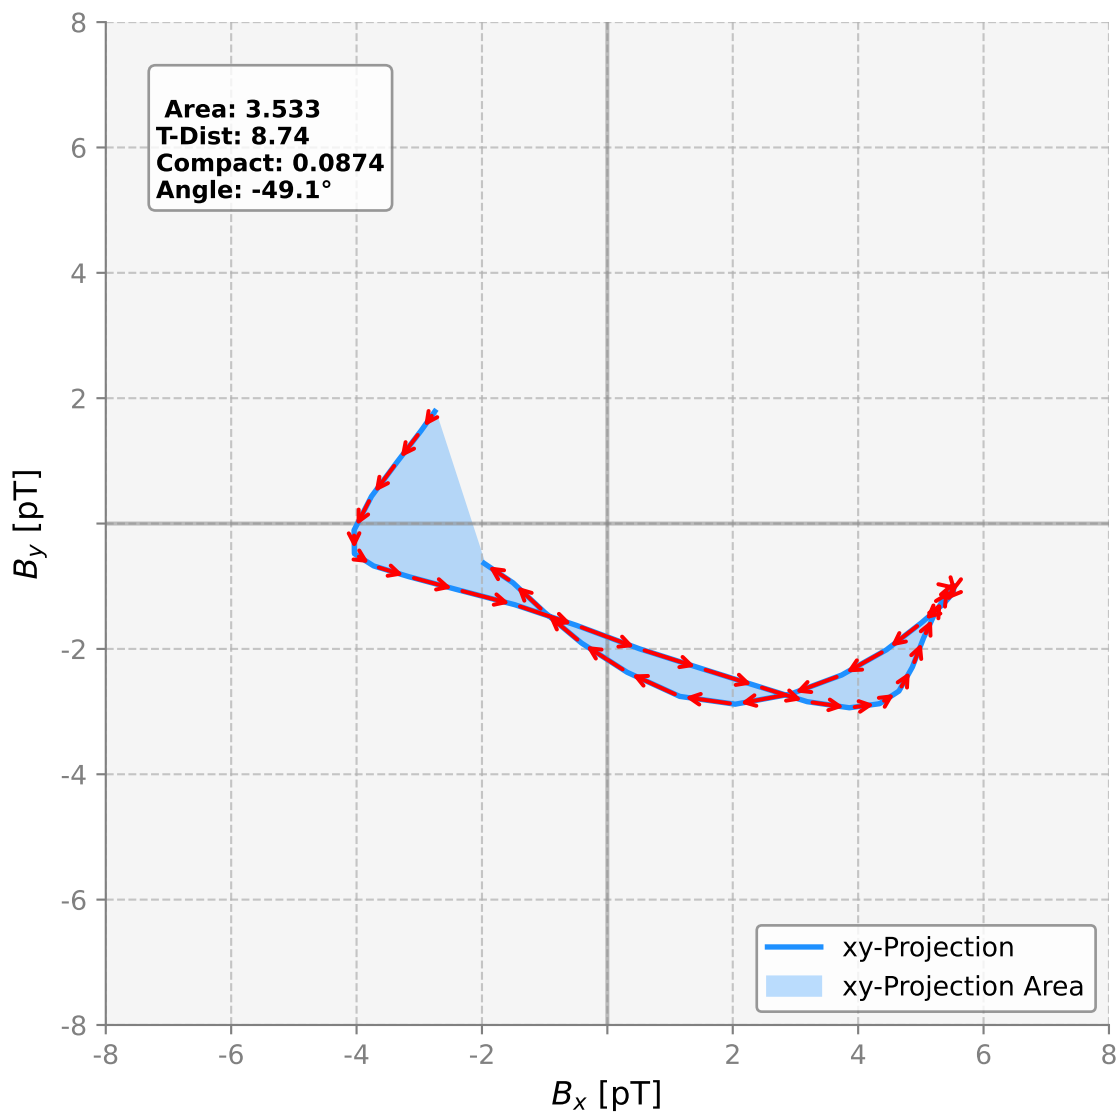 8
6
4
2
-2
-4
-6
-8
-8
-6
-4
-2
2
4
6
8
B_y [pT]
B_x [pT]
Area: 3.533
T-Dist: 8.74
Compact: 0.0874
Angle: -49.1°
xy-Projection
xy-Projection Area